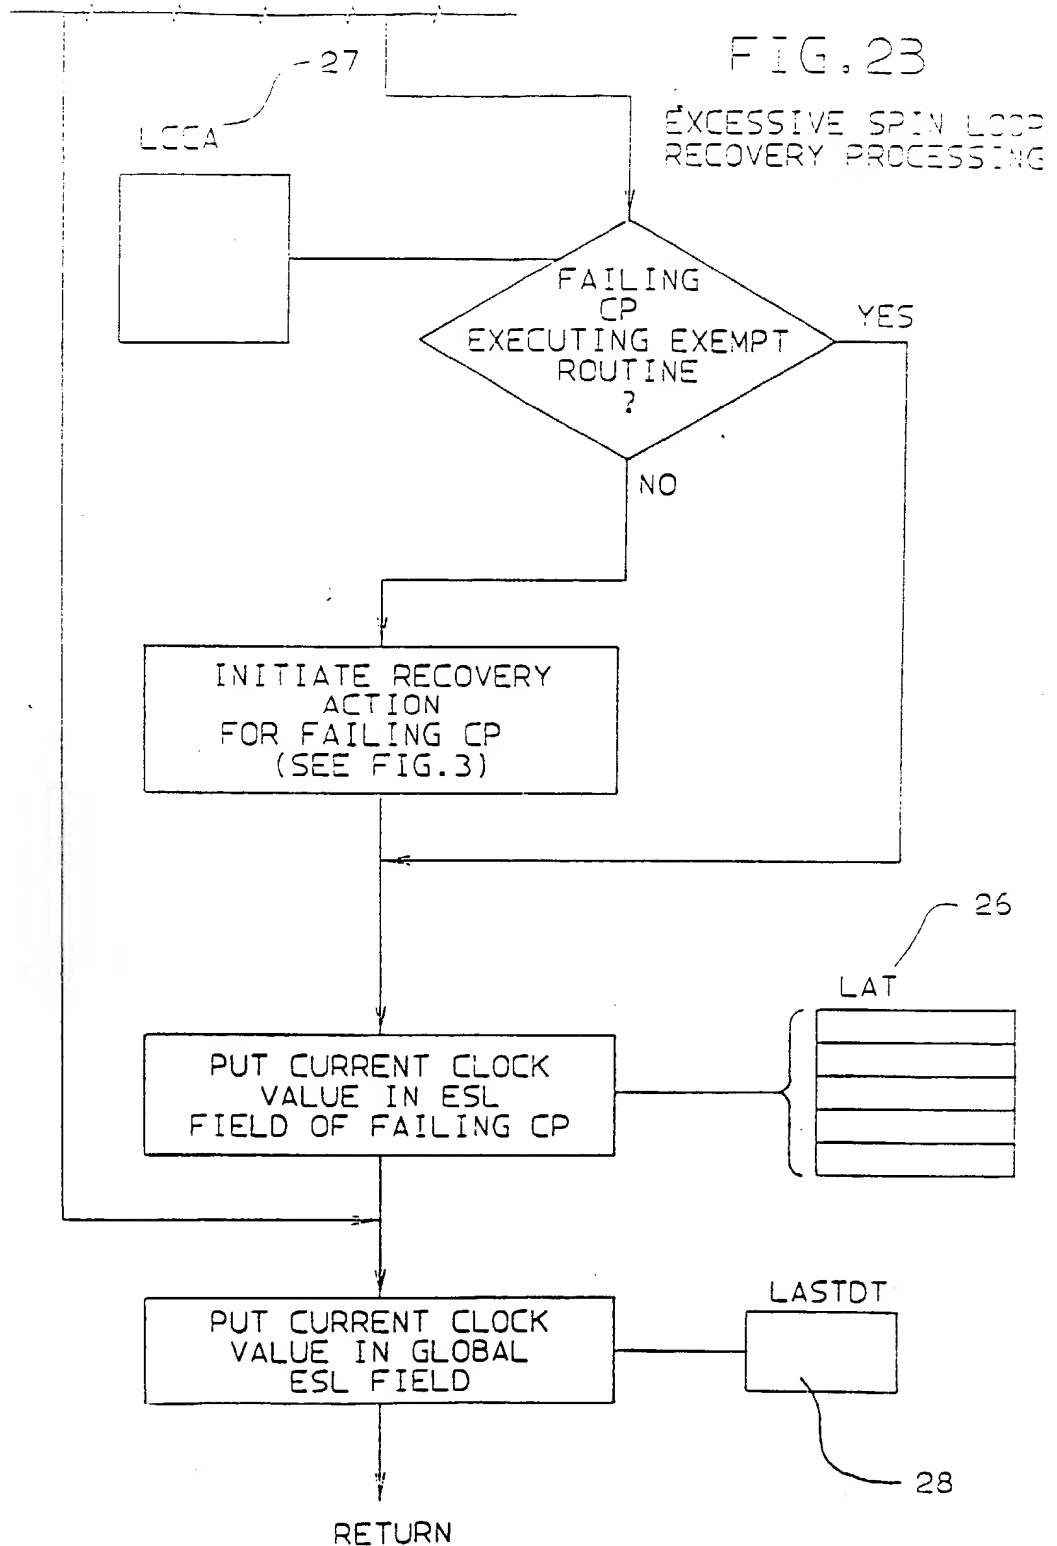 FIG.23
27
EXCESSIVE SPIN LOOP
RECOVERY PROCESSING
LCCA
FAILING
CP
EXECUTING EXEMPT
ROUTINE
?
YES
NO
INITIATE RECOVERY
ACTION
FOR FAILING CP
(SEE FIG.3)
26
LAT
PUT CURRENT CLOCK
VALUE IN ESL
FIELD OF FAILING CP
LASTDT
PUT CURRENT CLOCK
VALUE IN GLOBAL
ESL FIELD
28
RETURN